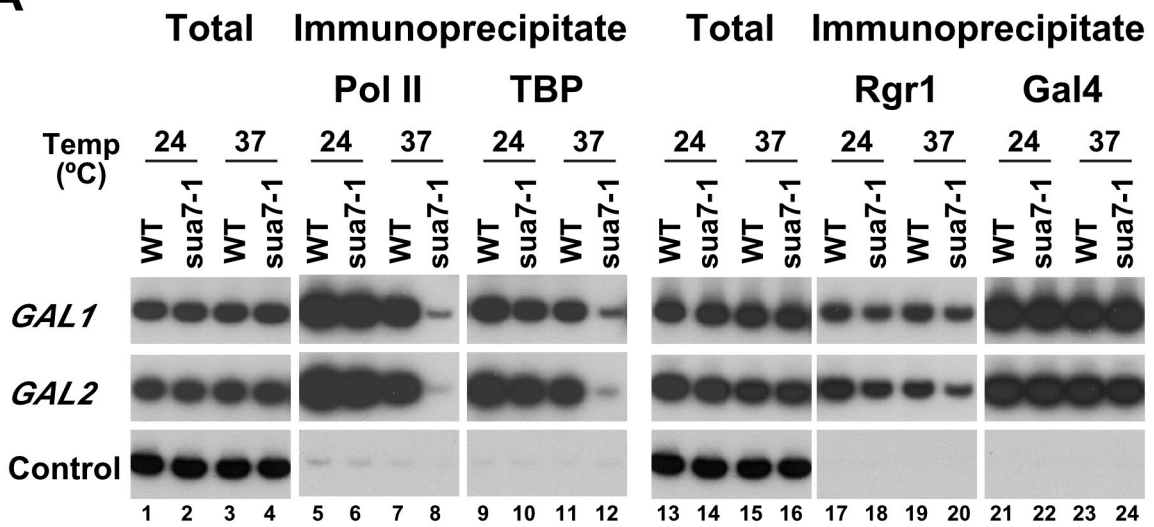 A
Total Immunoprecipitate Total Immunoprecipitate
Pol II TBP Rgr1 Gal4
Temp (ºC) 24 37 24 37 24 37 24 37 24 37 24 37
WT sua7-1 WT sua7-1 WT sua7-1 WT sua7-1 WT sua7-1 WT sua7-1 WT sua7-1 WT sua7-1 WT sua7-1 WT sua7-1 WT sua7-1 WT sua7-1
GAL1
GAL2
Control
1 2 3 4 5 6 7 8 9 10 11 12 13 14 15 16 17 18 19 20 21 22 23 24